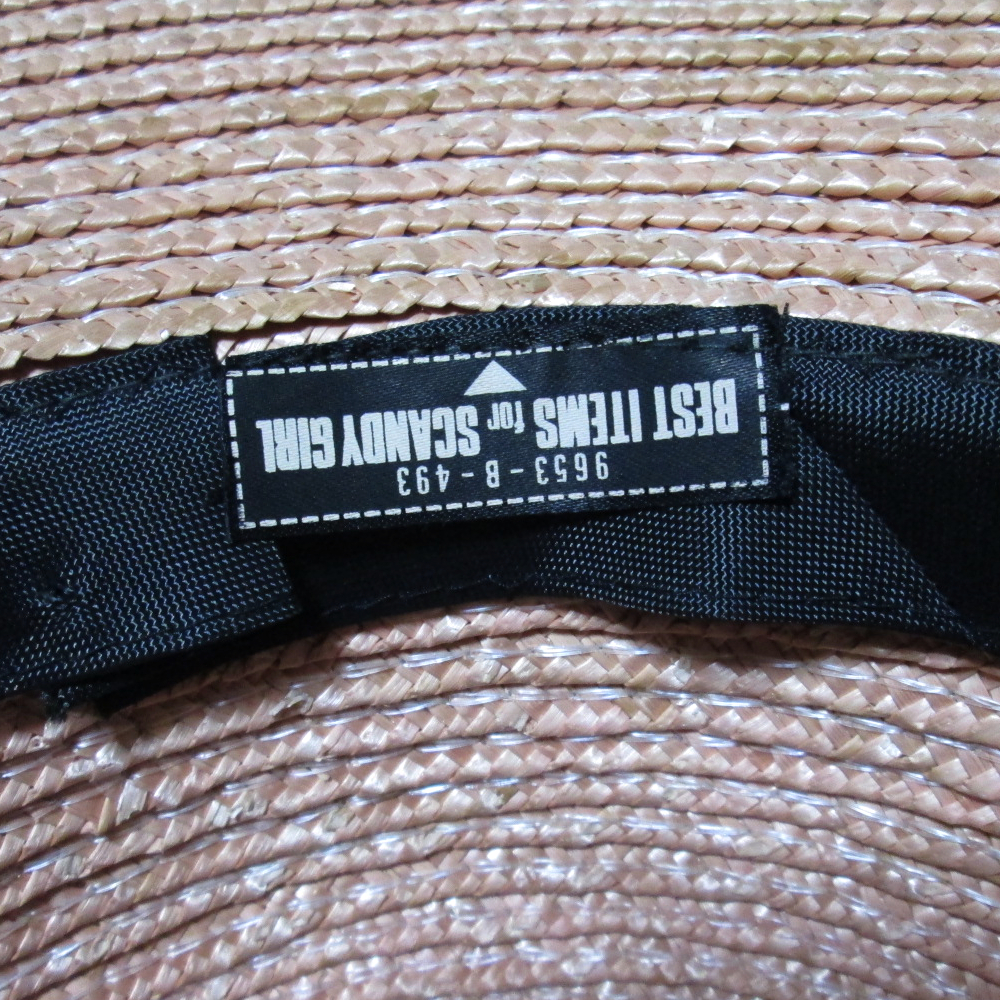 9653-B-493
BEST ITEMS for SCANDY GIRL